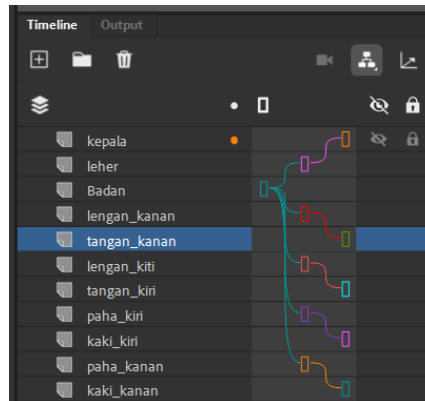 Timeline Output
kepala
leher
Badan
lengan_kanan
tangan_kanan
lengan_kiti
tangan_kiri
paha_kiri
kaki_kiri
paha_kanan
kaki_kanan